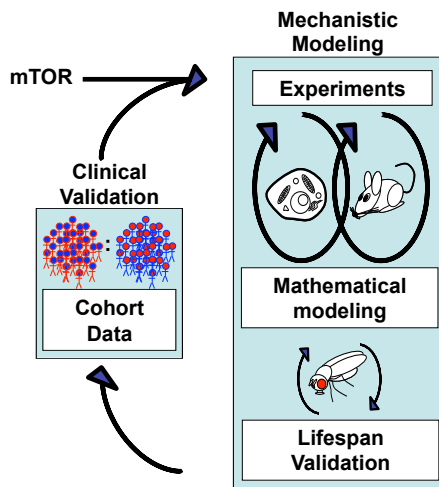 Mechanistic
Modeling
mTOR
Experiments
Clinical
Validation
:
Cohort
Data
Mathematical
modeling
Lifespan
Validation